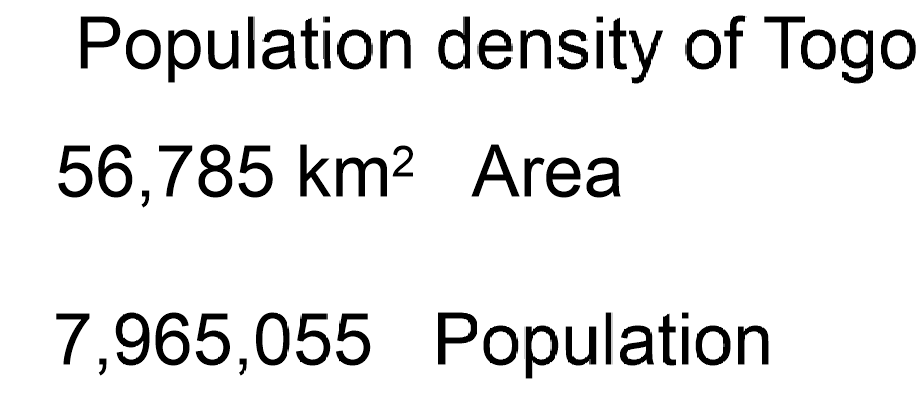 Population density of Togo
56,785 km² Area
7,965,055 Population